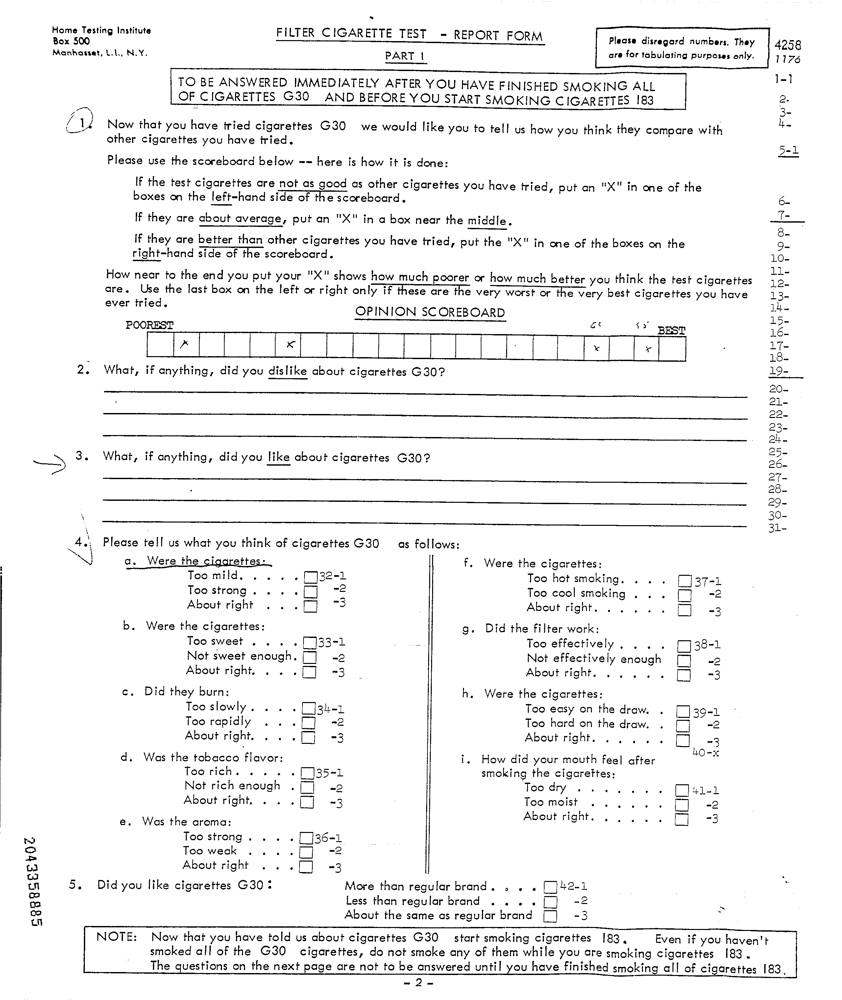 Home Testing Institute
Box 500
Manhasset, L.I., N.Y.
FILTER CIGARETTE TEST - REPORT FORM
PART I
Please disregard numbers. They
are for tabulating purposes only.
4258
1176
1-1
TO BE ANSWERED IMMEDIATELY AFTER YOU HAVE FINISHED SMOKING ALL
OF CIGARETTES G30 AND BEFORE YOU START SMOKING CIGARETTES 183
2-
3-
4-
5-1
1. Now that you have tried cigarettes G30 we would like you to tell us how you think they compare with
other cigarettes you have tried.
Please use the scoreboard below -- here is how it is done:
If the test cigarettes are not as good as other cigarettes you have tried, put an "X" in one of the
boxes on the left-hand side of the scoreboard.
If they are about average, put an "X" in a box near the middle.
If they are better than other cigarettes you have tried, put the "X" in one of the boxes on the
right-hand side of the scoreboard.
How near to the end you put your "X" shows how much poorer or how much better you think the test cigarettes
are. Use the last box on the left or right only if these are the very worst or the very best cigarettes you have
ever tried.
6-
7-
8-
9-
10-
11-
12-
13-
14-
15-
16-
17-
18-
19-
OPINION SCOREBOARD
POOREST BEST
x x x x
2. What, if anything, did you dislike about cigarettes G30?
20-
21-
22-
23-
24-
3. What, if anything, did you like about cigarettes G30?
25-
26-
27-
28-
29-
30-
31-
4. Please tell us what you think of cigarettes G30 as follows:
a. Were the cigarettes:
Too mild. . . . . 32-1
Too strong . . . . -2
About right . . . -3
b. Were the cigarettes:
Too sweet . . . . 33-1
Not sweet enough. -2
About right. . . . -3
c. Did they burn:
Too slowly . . . . 34-1
Too rapidly . . . -2
About right. . . . -3
d. Was the tobacco flavor:
Too rich . . . . . 35-1
Not rich enough . -2
About right. . . . -3
e. Was the aroma:
Too strong . . . . 36-1
Too weak . . . . -2
About right . . . -3
f. Were the cigarettes:
Too hot smoking. . . . 37-1
Too cool smoking . . . -2
About right. . . . . . -3
g. Did the filter work:
Too effectively . . . . 38-1
Not effectively enough -2
About right. . . . . . -3
h. Were the cigarettes:
Too easy on the draw. . 39-1
Too hard on the draw. . -2
About right. . . . . . -3
40-x
i. How did your mouth feel after
smoking the cigarettes:
Too dry . . . . . . . 41-1
Too moist . . . . . . -2
About right. . . . . . -3
5. Did you like cigarettes G30:
More than regular brand . . . . 42-1
Less than regular brand . . . . -2
About the same as regular brand -3
NOTE: Now that you have told us about cigarettes G30 start smoking cigarettes 183. Even if you haven't
smoked all of the G30 cigarettes, do not smoke any of them while you are smoking cigarettes 183.
The questions on the next page are not to be answered until you have finished smoking all of cigarettes 183.
- 2 -
2043358885